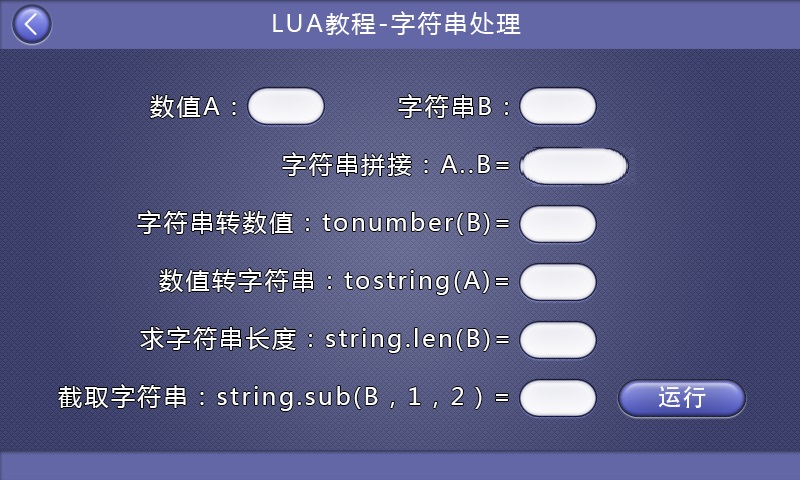 LUA教程-字符串处理
数值A： 字符串B：
字符串拼接：A..B=
字符串转数值：tonumber(B)=
数值转字符串：tostring(A)=
求字符串长度：string.len(B)=
截取字符串：string.sub(B，1，2）=
运行